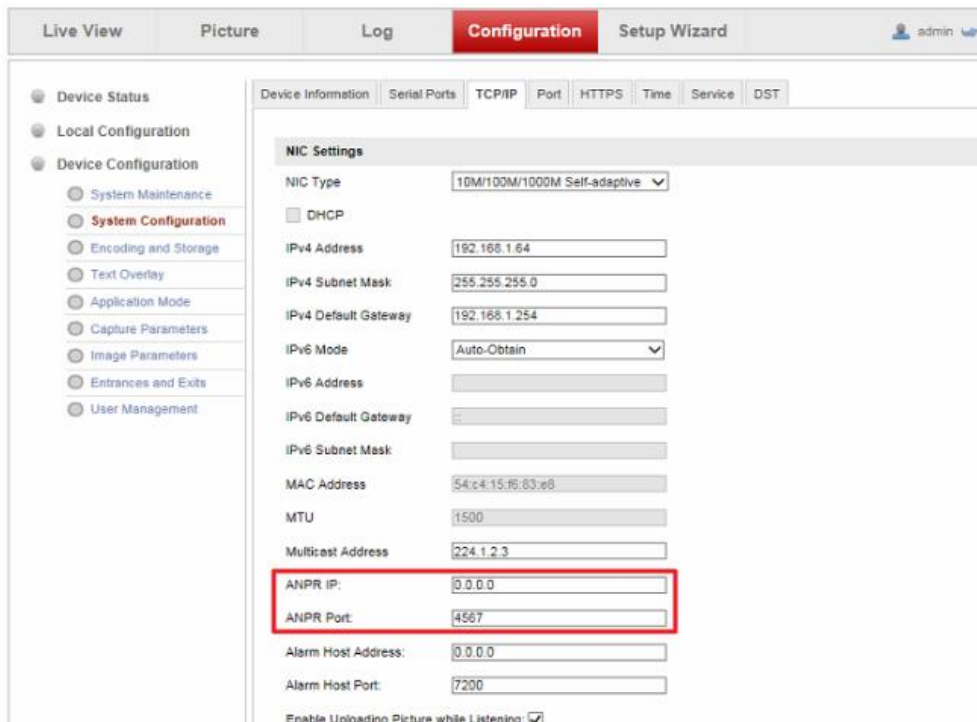 Live View Picture Log Configuration Setup Wizard admin
Device Status
Local Configuration
Device Configuration
System Maintenance
System Configuration
Encoding and Storage
Text Overlay
Application Mode
Capture Parameters
Image Parameters
Entrances and Exits
User Management
Device Information Serial Ports TCP/IP Port HTTPS Time Service DST
NIC Settings
NIC Type 10M/100M/1000M Self-adaptive
DHCP
IPv4 Address 192.168.1.64
IPv4 Subnet Mask 255.255.255.0
IPv4 Default Gateway 192.168.1.254
IPv6 Mode Auto-Obtain
IPv6 Address
IPv6 Default Gateway ::
IPv6 Subnet Mask
MAC Address 54:c4:15:f6:83:e8
MTU 1500
Multicast Address 224.1.2.3
ANPR IP: 0.0.0.0
ANPR Port: 4567
Alarm Host Address: 0.0.0.0
Alarm Host Port: 7200
Enable Uploading Picture while Listening: